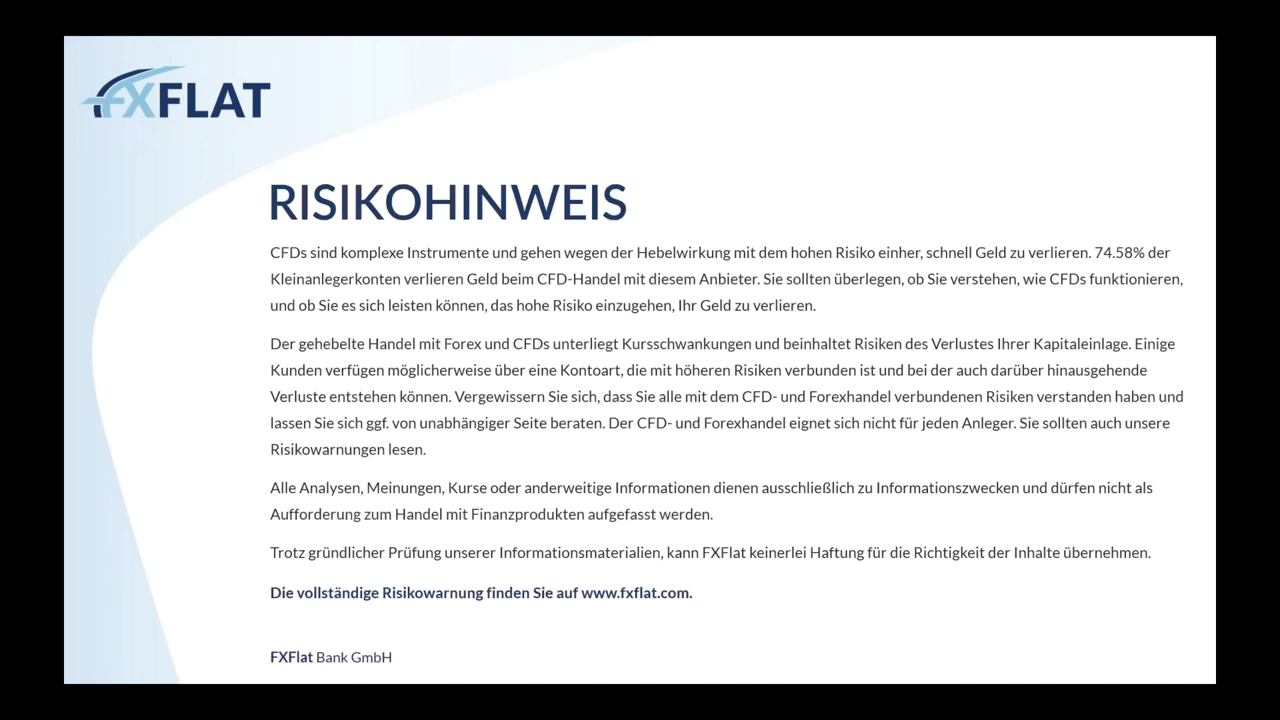 FXFLAT
RISIKOHINWEIS
CFDs sind komplexe Instrumente und gehen wegen der Hebelwirkung mit dem hohen Risiko einher, schnell Geld zu verlieren. 74.58% der
Kleinanlegerkonten verlieren Geld beim CFD-Handel mit diesem Anbieter. Sie sollten überlegen, ob Sie verstehen, wie CFDs funktionieren,
und ob Sie es sich leisten können, das hohe Risiko einzugehen, Ihr Geld zu verlieren.
Der gehebelte Handel mit Forex und CFDs unterliegt Kursschwankungen und beinhaltet Risiken des Verlustes Ihrer Kapitaleinlage. Einige
Kunden verfügen möglicherweise über eine Kontoart, die mit höheren Risiken verbunden ist und bei der auch darüber hinausgehende
Verluste entstehen können. Vergewissern Sie sich, dass Sie alle mit dem CFD- und Forexhandel verbundenen Risiken verstanden haben und
lassen Sie sich ggf. von unabhängiger Seite beraten. Der CFD- und Forexhandel eignet sich nicht für jeden Anleger. Sie sollten auch unsere
Risikowarnungen lesen.
Alle Analysen, Meinungen, Kurse oder anderweitige Informationen dienen ausschließlich zu Informationszwecken und dürfen nicht als
Aufforderung zum Handel mit Finanzprodukten aufgefasst werden.
Trotz gründlicher Prüfung unserer Informationsmaterialien, kann FXFlat keinerlei Haftung für die Richtigkeit der Inhalte übernehmen.
Die vollständige Risikowarnung finden Sie auf www.fxflat.com.
FXFlat Bank GmbH